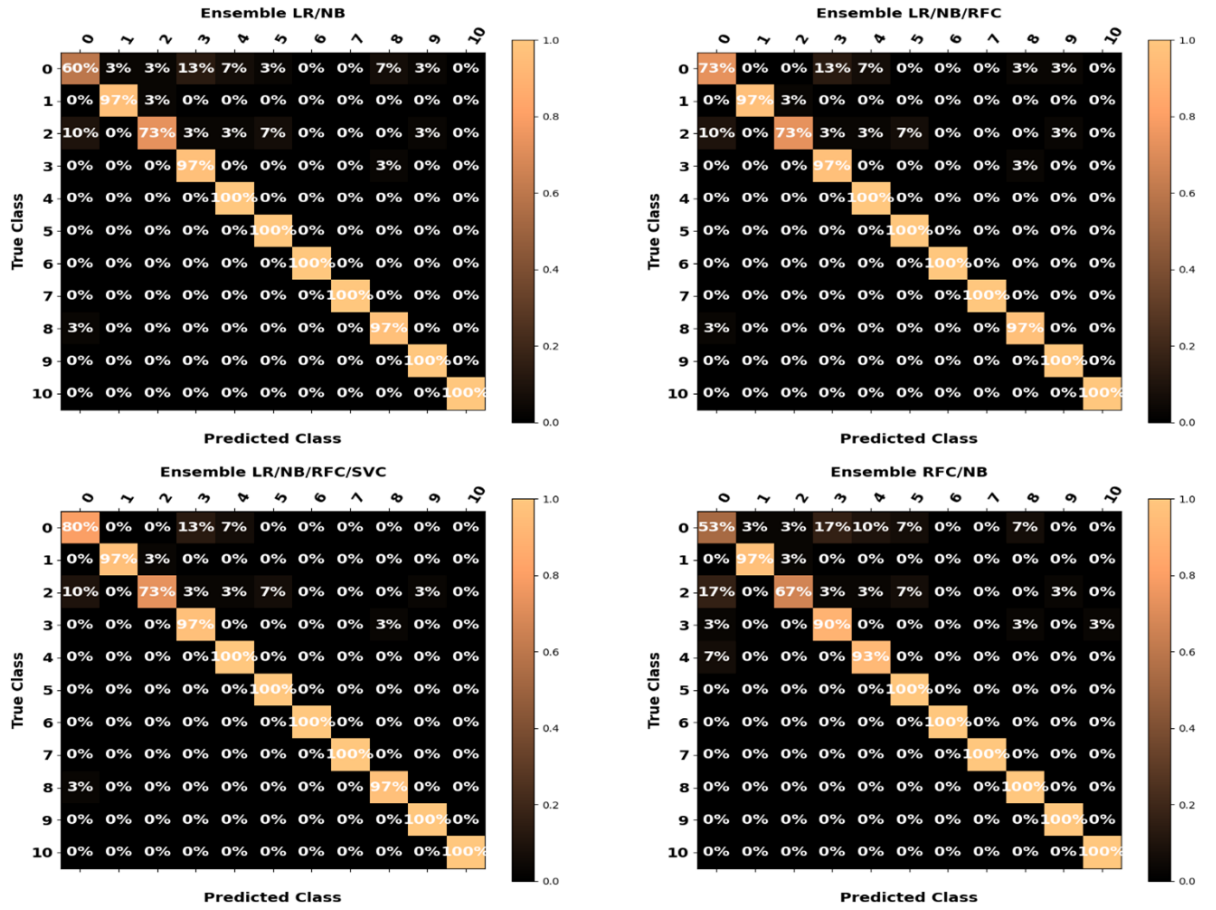 Ensemble LR/NB
0 1 2 3 4 5 6 7 8 9 10
0 60% 3% 3% 13% 7% 3% 0% 0% 7% 3% 0%
1 0% 97% 3% 0% 0% 0% 0% 0% 0% 0% 0%
2 10% 0% 73% 3% 3% 7% 0% 0% 0% 3% 0%
3 0% 0% 0% 97% 0% 0% 0% 0% 3% 0% 0%
4 0% 0% 0% 0% 100% 0% 0% 0% 0% 0% 0%
5 0% 0% 0% 0% 0% 100% 0% 0% 0% 0% 0%
6 0% 0% 0% 0% 0% 0% 100% 0% 0% 0% 0%
7 0% 0% 0% 0% 0% 0% 0% 100% 0% 0% 0%
8 3% 0% 0% 0% 0% 0% 0% 0% 97% 0% 0%
9 0% 0% 0% 0% 0% 0% 0% 0% 0% 100% 0%
10 0% 0% 0% 0% 0% 0% 0% 0% 0% 0% 100%
True Class
Predicted Class
1.0
0.8
0.6
0.4
0.2
0.0
Ensemble LR/NB/RFC
0 1 2 3 4 5 6 7 8 9 10
0 73% 0% 0% 13% 7% 0% 0% 0% 3% 3% 0%
1 0% 97% 3% 0% 0% 0% 0% 0% 0% 0% 0%
2 10% 0% 73% 3% 3% 7% 0% 0% 0% 3% 0%
3 0% 0% 0% 97% 0% 0% 0% 0% 3% 0% 0%
4 0% 0% 0% 0% 100% 0% 0% 0% 0% 0% 0%
5 0% 0% 0% 0% 0% 100% 0% 0% 0% 0% 0%
6 0% 0% 0% 0% 0% 0% 100% 0% 0% 0% 0%
7 0% 0% 0% 0% 0% 0% 0% 100% 0% 0% 0%
8 3% 0% 0% 0% 0% 0% 0% 0% 97% 0% 0%
9 0% 0% 0% 0% 0% 0% 0% 0% 0% 100% 0%
10 0% 0% 0% 0% 0% 0% 0% 0% 0% 0% 100%
True Class
Predicted Class
1.0
0.8
0.6
0.4
0.2
0.0
Ensemble LR/NB/RFC/SVC
0 1 2 3 4 5 6 7 8 9 10
0 80% 0% 0% 13% 7% 0% 0% 0% 0% 0% 0%
1 0% 97% 3% 0% 0% 0% 0% 0% 0% 0% 0%
2 10% 0% 73% 3% 3% 7% 0% 0% 0% 3% 0%
3 0% 0% 0% 97% 0% 0% 0% 0% 3% 0% 0%
4 0% 0% 0% 0% 100% 0% 0% 0% 0% 0% 0%
5 0% 0% 0% 0% 0% 100% 0% 0% 0% 0% 0%
6 0% 0% 0% 0% 0% 0% 100% 0% 0% 0% 0%
7 0% 0% 0% 0% 0% 0% 0% 100% 0% 0% 0%
8 3% 0% 0% 0% 0% 0% 0% 0% 97% 0% 0%
9 0% 0% 0% 0% 0% 0% 0% 0% 0% 100% 0%
10 0% 0% 0% 0% 0% 0% 0% 0% 0% 0% 100%
True Class
Predicted Class
1.0
0.8
0.6
0.4
0.2
0.0
Ensemble RFC/NB
0 1 2 3 4 5 6 7 8 9 10
0 53% 3% 3% 17% 10% 7% 0% 0% 7% 0% 0%
1 0% 97% 3% 0% 0% 0% 0% 0% 0% 0% 0%
2 17% 0% 67% 3% 3% 7% 0% 0% 0% 3% 0%
3 3% 0% 0% 90% 0% 0% 0% 0% 3% 0% 3%
4 7% 0% 0% 0% 93% 0% 0% 0% 0% 0% 0%
5 0% 0% 0% 0% 0% 100% 0% 0% 0% 0% 0%
6 0% 0% 0% 0% 0% 0% 100% 0% 0% 0% 0%
7 0% 0% 0% 0% 0% 0% 0% 100% 0% 0% 0%
8 0% 0% 0% 0% 0% 0% 0% 0% 100% 0% 0%
9 0% 0% 0% 0% 0% 0% 0% 0% 0% 100% 0%
10 0% 0% 0% 0% 0% 0% 0% 0% 0% 0% 100%
True Class
Predicted Class
1.0
0.8
0.6
0.4
0.2
0.0